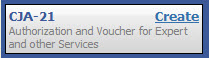 CJA-21 Create
Authorization and Voucher for Expert
and other Services